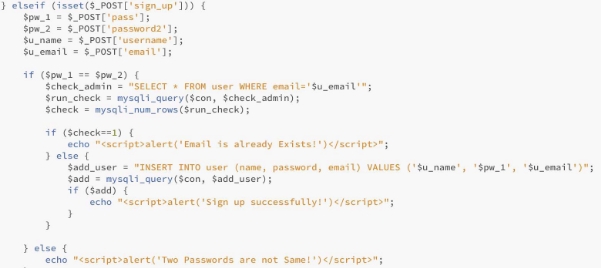 } elseif (isset($_POST['sign_up'])) {
    $pw_1 = $_POST['pass'];
    $pw_2 = $_POST['password2'];
    $u_name = $_POST['username'];
    $u_email = $_POST['email'];

    if ($pw_1 == $pw_2) {
        $check_admin = "SELECT * FROM user WHERE email='$u_email'";
        $run_check = mysqli_query($con, $check_admin);
        $check = mysqli_num_rows($run_check);

        if ($check==1) {
            echo "<script>alert('Email is already Exists!')</script>";
        } else {
            $add_user = "INSERT INTO user (name, password, email) VALUES ('$u_name', '$pw_1', '$u_email')";
            $add = mysqli_query($con, $add_user);
            if ($add) {
                echo "<script>alert('Sign up successfully!')</script>";
            }
        }

    } else {
        echo "<script>alert('Two Passwords are not Same!')</script>";